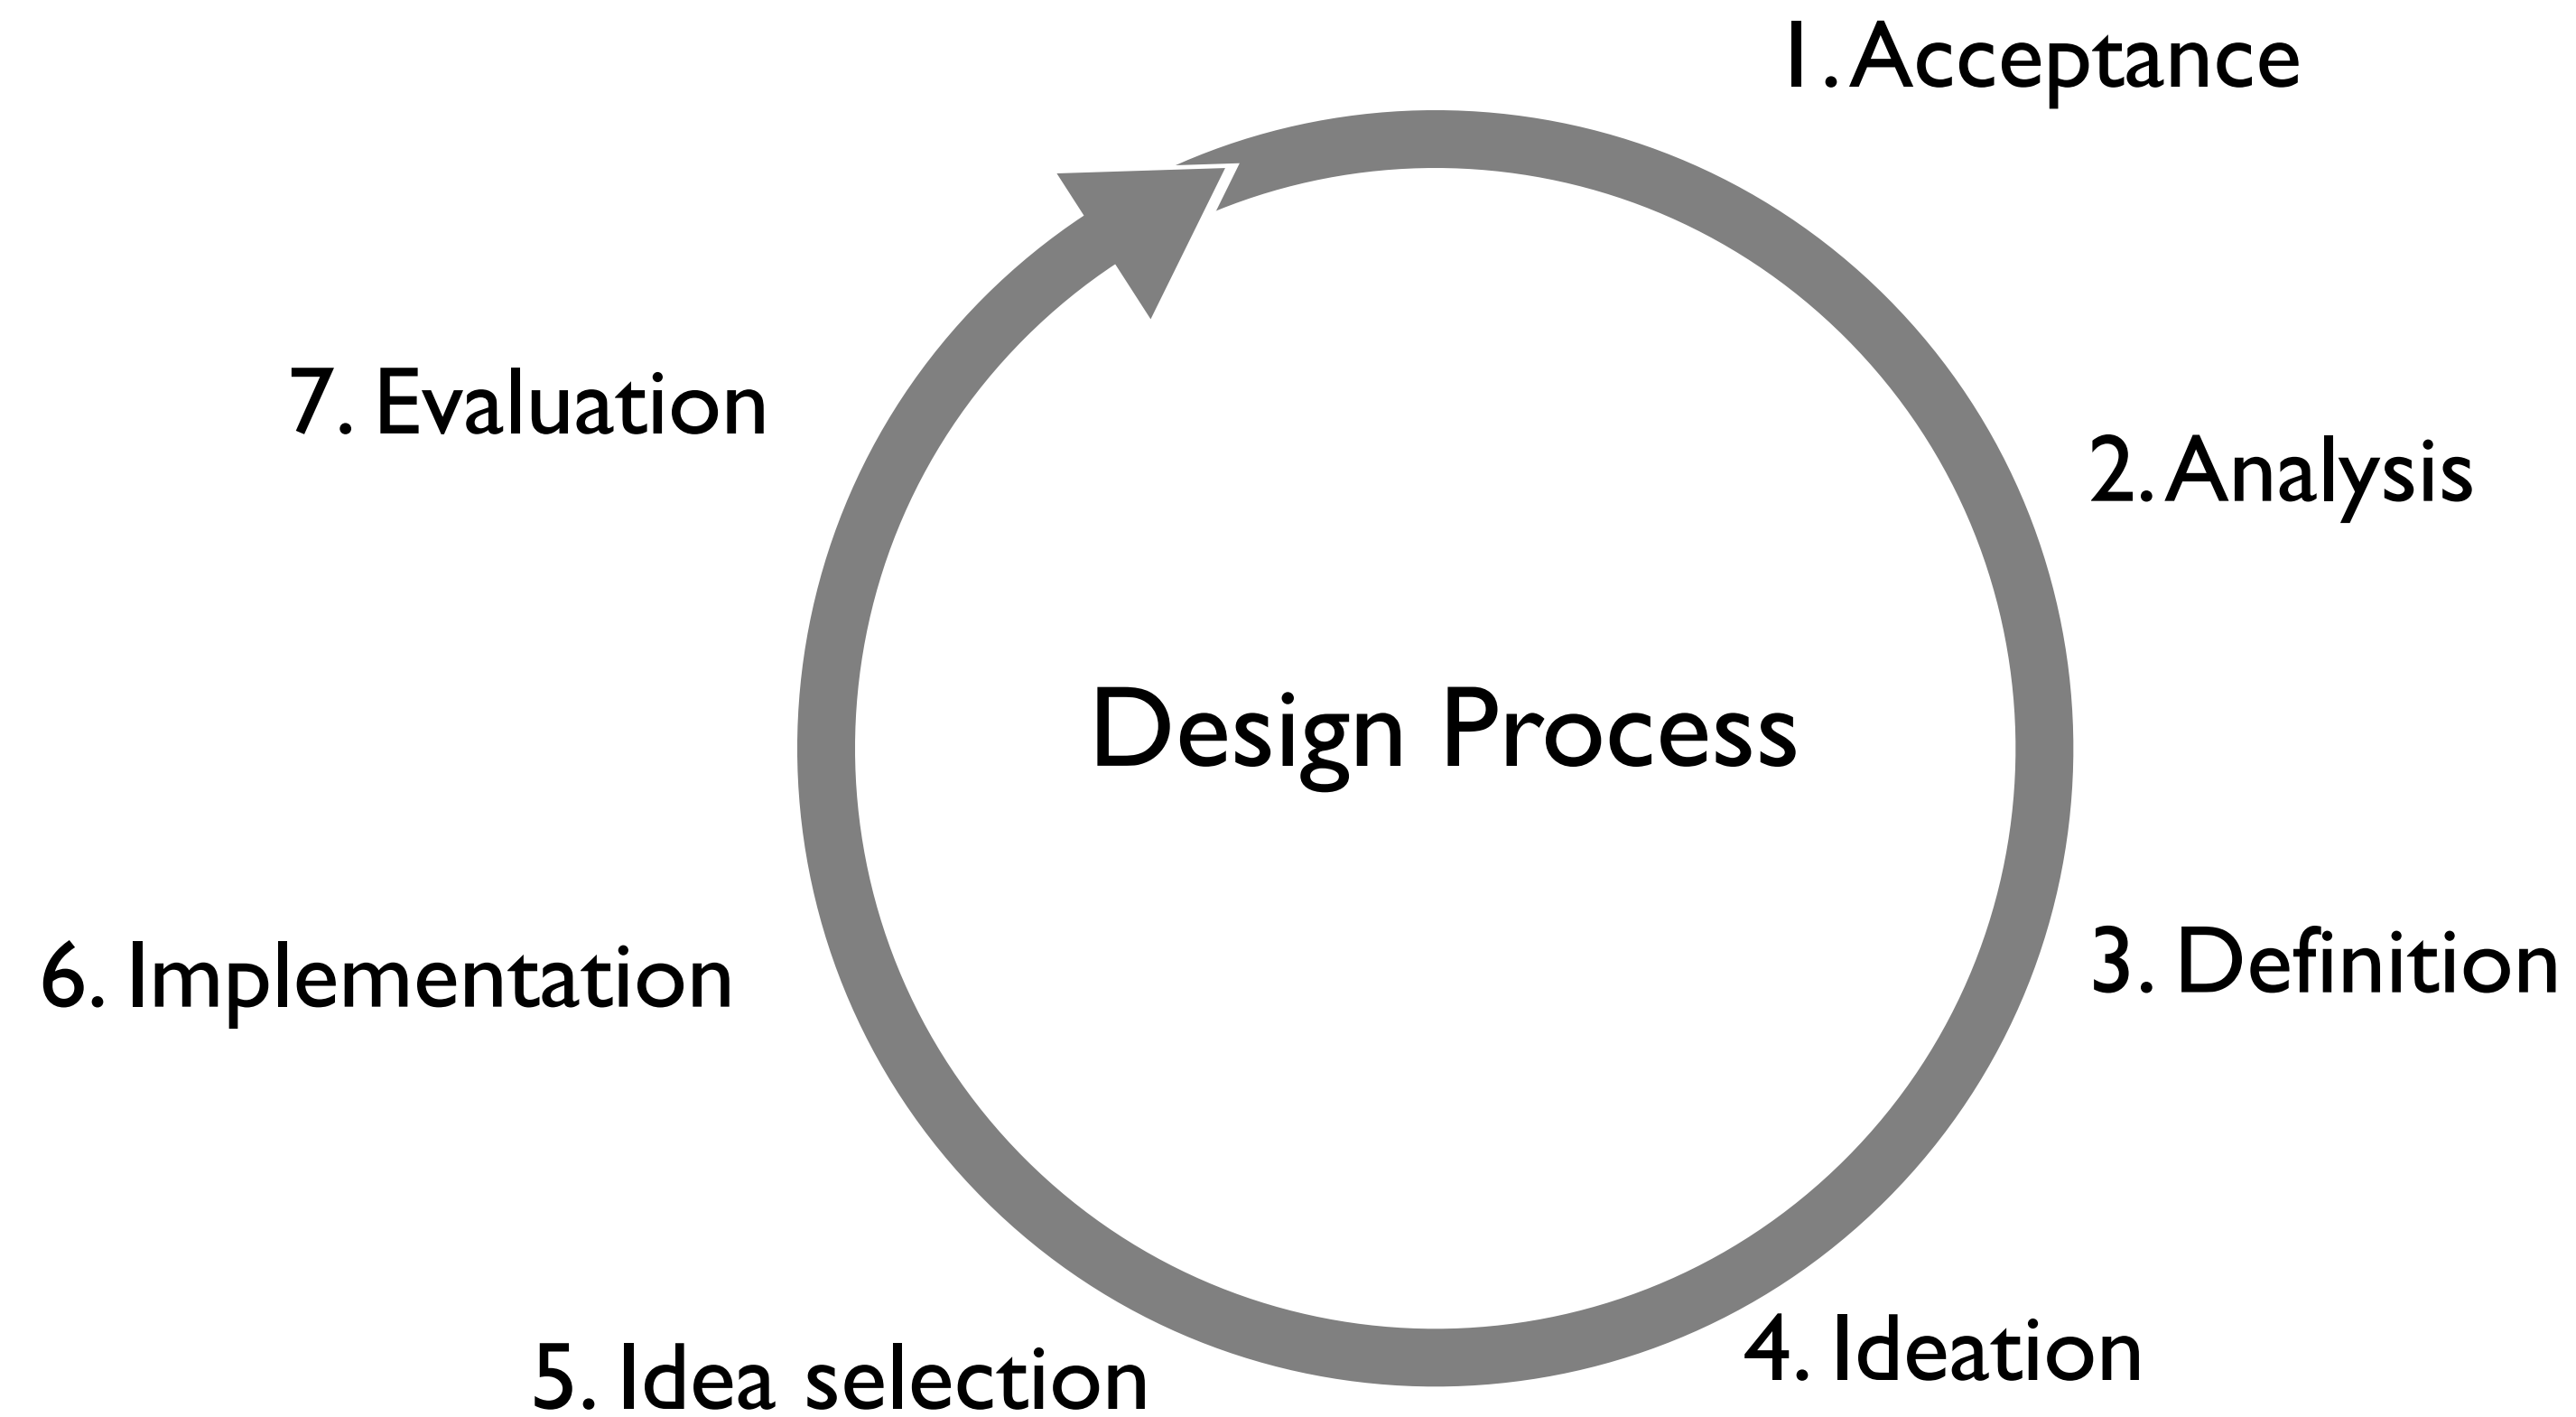 1. Acceptance
2. Analysis
3. Definition
4. Ideation
5. Idea selection
6. Implementation
7. Evaluation
Design Process